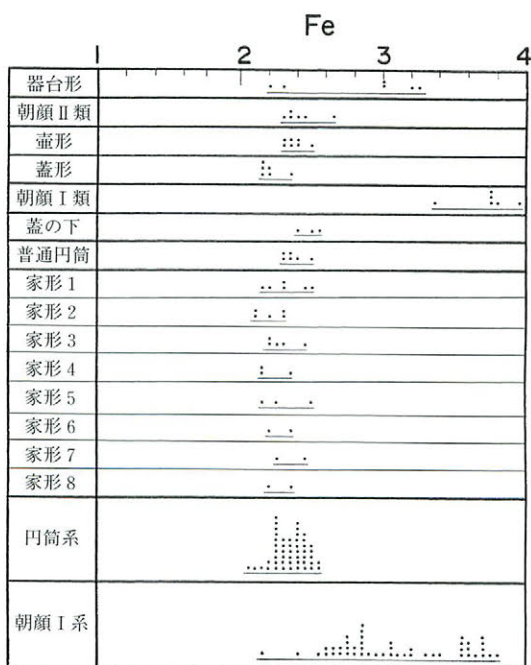 Fe
1 2 3 4
器台形
朝顔Ⅱ類
壷形
蓋形
朝顔Ⅰ類
蓋の下
普通円筒
家形1
家形2
家形3
家形4
家形5
家形6
家形7
家形8
円筒系
朝顔Ⅰ系